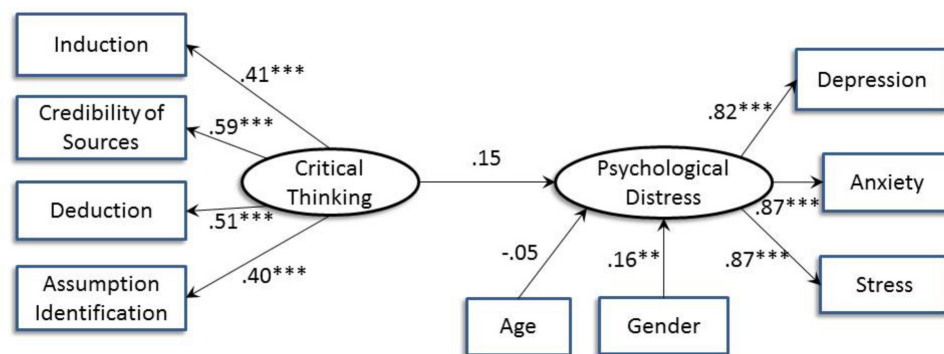 Induction
.41***
Credibility of
Sources
.59***
Critical
Thinking
Deduction
.51***
Assumption
Identification
.40***
.15
Psychological
Distress
-.05
Age
.16**
Gender
.82***
Depression
.87***
Anxiety
.87***
Stress